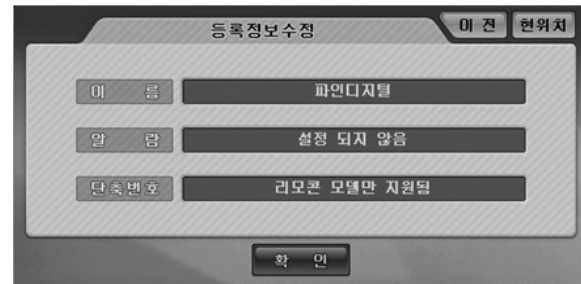 등록정보수정
이 전
현위치
이 름
파인디지털
알 람
설정 되지 않음
단축번호
리모콘 모델만 지원됨
확 인